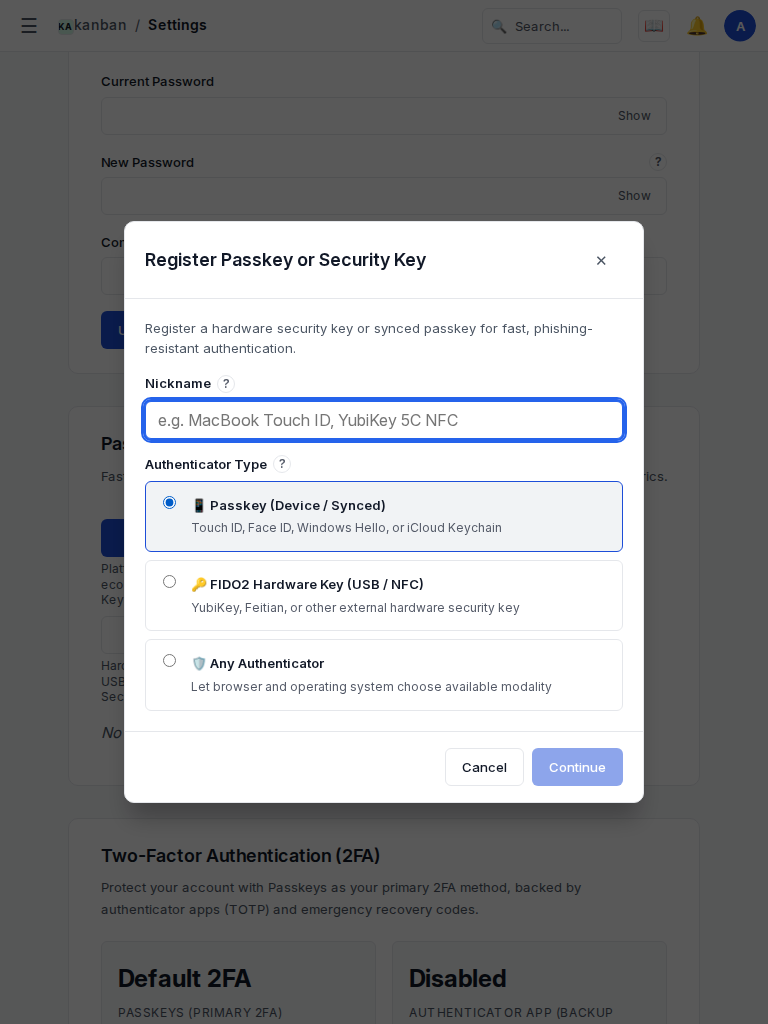 KA kanban / Settings
Search...
A
Current Password
Show
New Password
?
Show
Register Passkey or Security Key
×
Register a hardware security key or synced passkey for fast, phishing-
resistant authentication.
Nickname ?
e.g. MacBook Touch ID, YubiKey 5C NFC
Authenticator Type ?
Passkey (Device / Synced)
Touch ID, Face ID, Windows Hello, or iCloud Keychain
FIDO2 Hardware Key (USB / NFC)
YubiKey, Feitian, or other external hardware security key
Any Authenticator
Let browser and operating system choose available modality
No
Cancel
Continue
Two-Factor Authentication (2FA)
Protect your account with Passkeys as your primary 2FA method, backed by
authenticator apps (TOTP) and emergency recovery codes.
Default 2FA
PASSKEYS (PRIMARY 2FA)
Disabled
AUTHENTICATOR APP (BACKUP